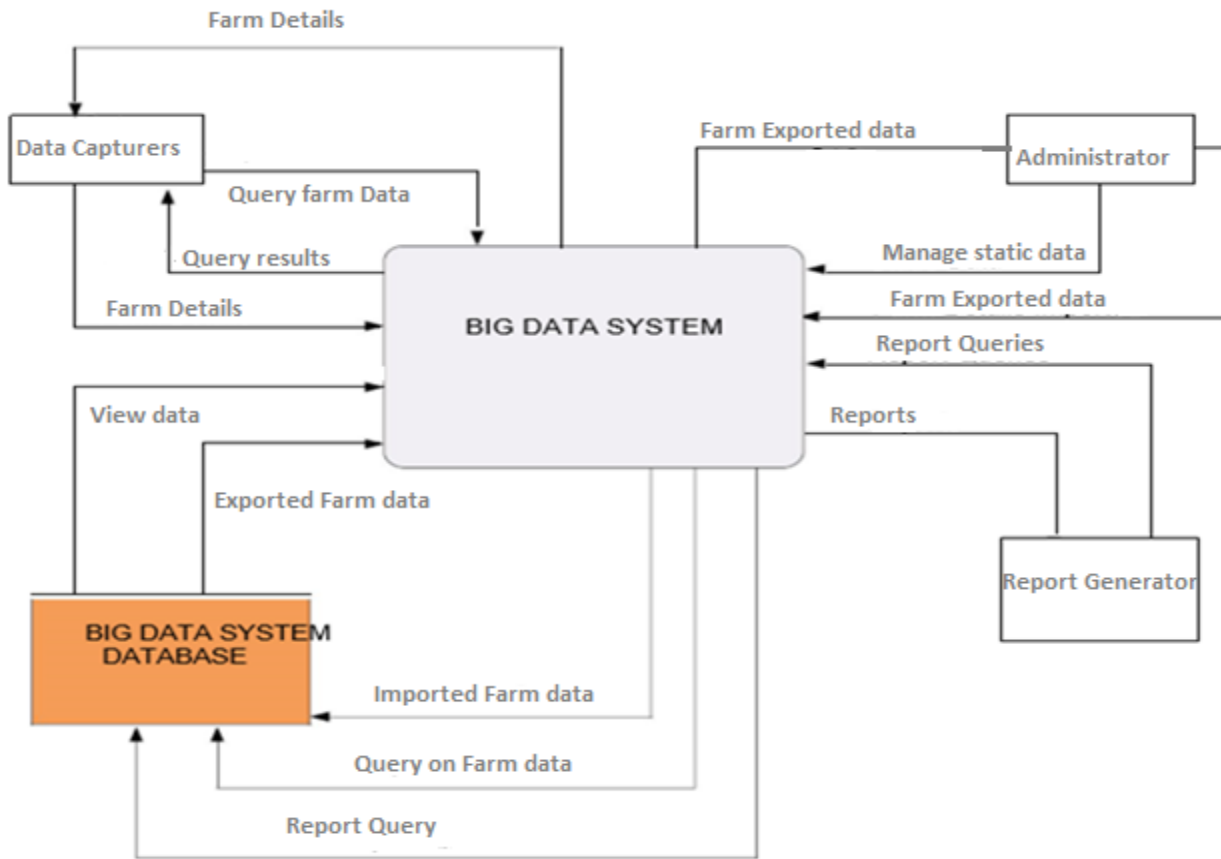 Farm Details
Data Capturers
Farm Exported data
Administrator
Query farm Data
Query results
Manage static data
Farm Details
Farm Exported data
BIG DATA SYSTEM
Report Queries
View data
Reports
Exported Farm data
Report Generator
BIG DATA SYSTEM
DATABASE
Imported Farm data
Query on Farm data
Report Query